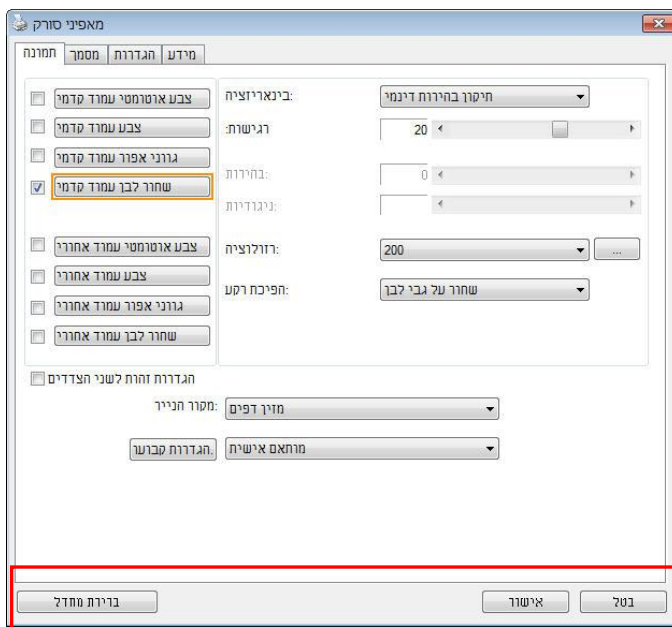 מאפיני סורק
תמונה
מסמך
הגדרות
מידע
צבע אוטומטי עמוד קדמי
צבע עמוד קדמי
גווני אפור עמוד קדמי
שחור לבן עמוד קדמי
צבע אוטומטי עמוד אחורי
צבע עמוד אחורי
גווני אפור עמוד אחורי
שחור לבן עמוד אחורי
בינאריזציה:
תיקון בהירות דינמי
רגישות:
20
בהירות:
0
ניגודיות:
רזולוציה:
200
...
הפיכת רקע:
שחור על גבי לבן
הגדרות זהות לשני הצדדים
מקור הנייר:
מזין דפים
הגדרות קבוער.
מותאם אישית
ברירת מחדל
אישור
בטל